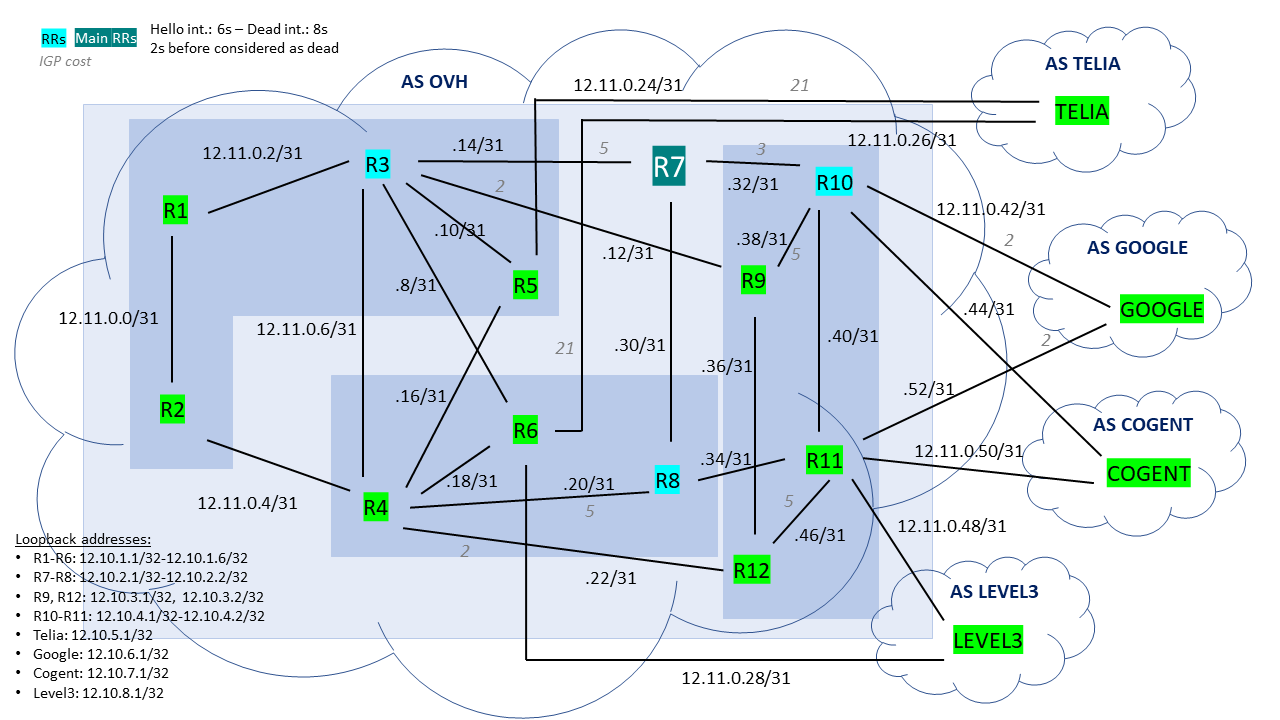 RRs
Main RRs
Hello int.: 6s – Dead int.: 8s
2s before considered as dead
IGP cost
AS OVH
12.11.0.24/31
21
AS TELIA
TELIA
12.11.0.26/31
12.11.0.2/31
R3
.14/31
5
R7
3
.32/31
R10
2
12.11.0.42/31
R1
.10/31
.12/31
.38/31
5
2
AS GOOGLE
R5
R9
.8/31
GOOGLE
.44/31
12.11.0.0/31
12.11.0.6/31
21
.30/31
.40/31
2
.36/31
.16/31
.52/31
R2
R6
AS COGENT
.34/31
R11
12.11.0.50/31
COGENT
.18/31
.20/31
R8
12.11.0.4/31
R4
5
5
12.11.0.48/31
.46/31
2
.22/31
R12
AS LEVEL3
LEVEL3
12.11.0.28/31
Loopback addresses:
• R1-R6: 12.10.1.1/32-12.10.1.6/32
• R7-R8: 12.10.2.1/32-12.10.2.2/32
• R9, R12: 12.10.3.1/32, 12.10.3.2/32
• R10-R11: 12.10.4.1/32-12.10.4.2/32
• Telia: 12.10.5.1/32
• Google: 12.10.6.1/32
• Cogent: 12.10.7.1/32
• Level3: 12.10.8.1/32